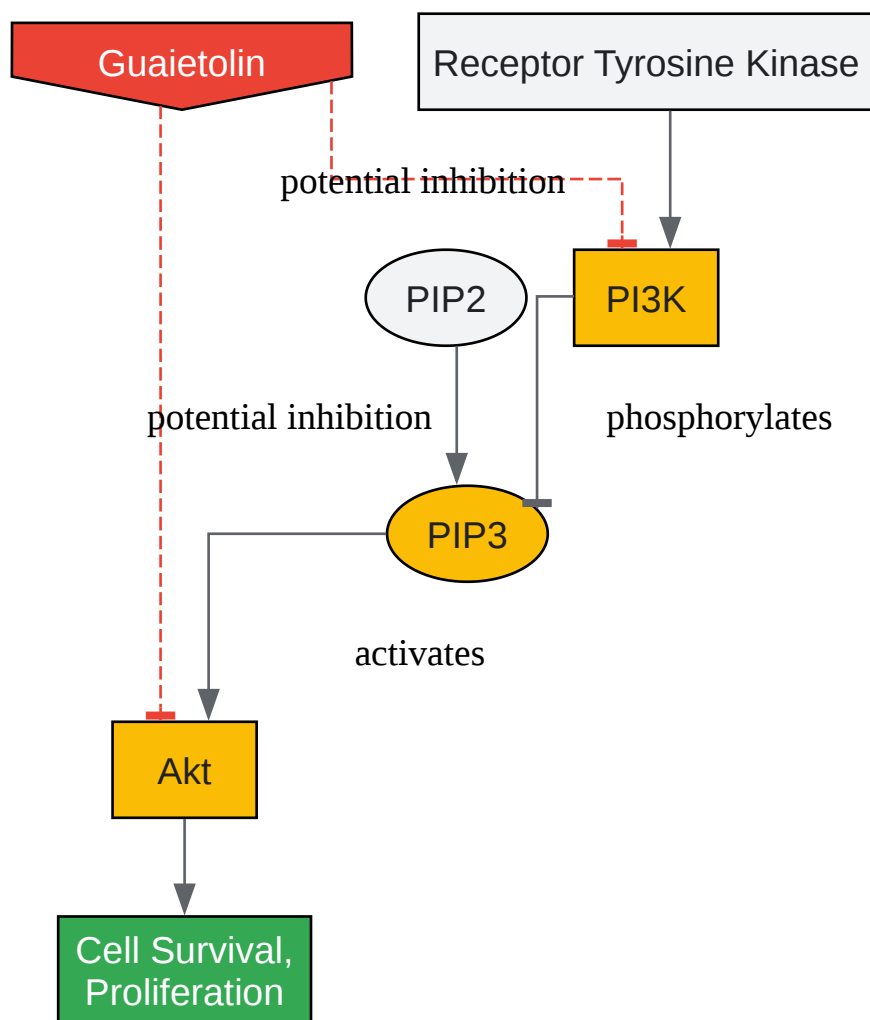 Guaietolin
Receptor Tyrosine Kinase
potential inhibition
PIP2
PI3K
potential inhibition
phosphorylates
PIP3
activates
Akt
Cell Survival,
Proliferation